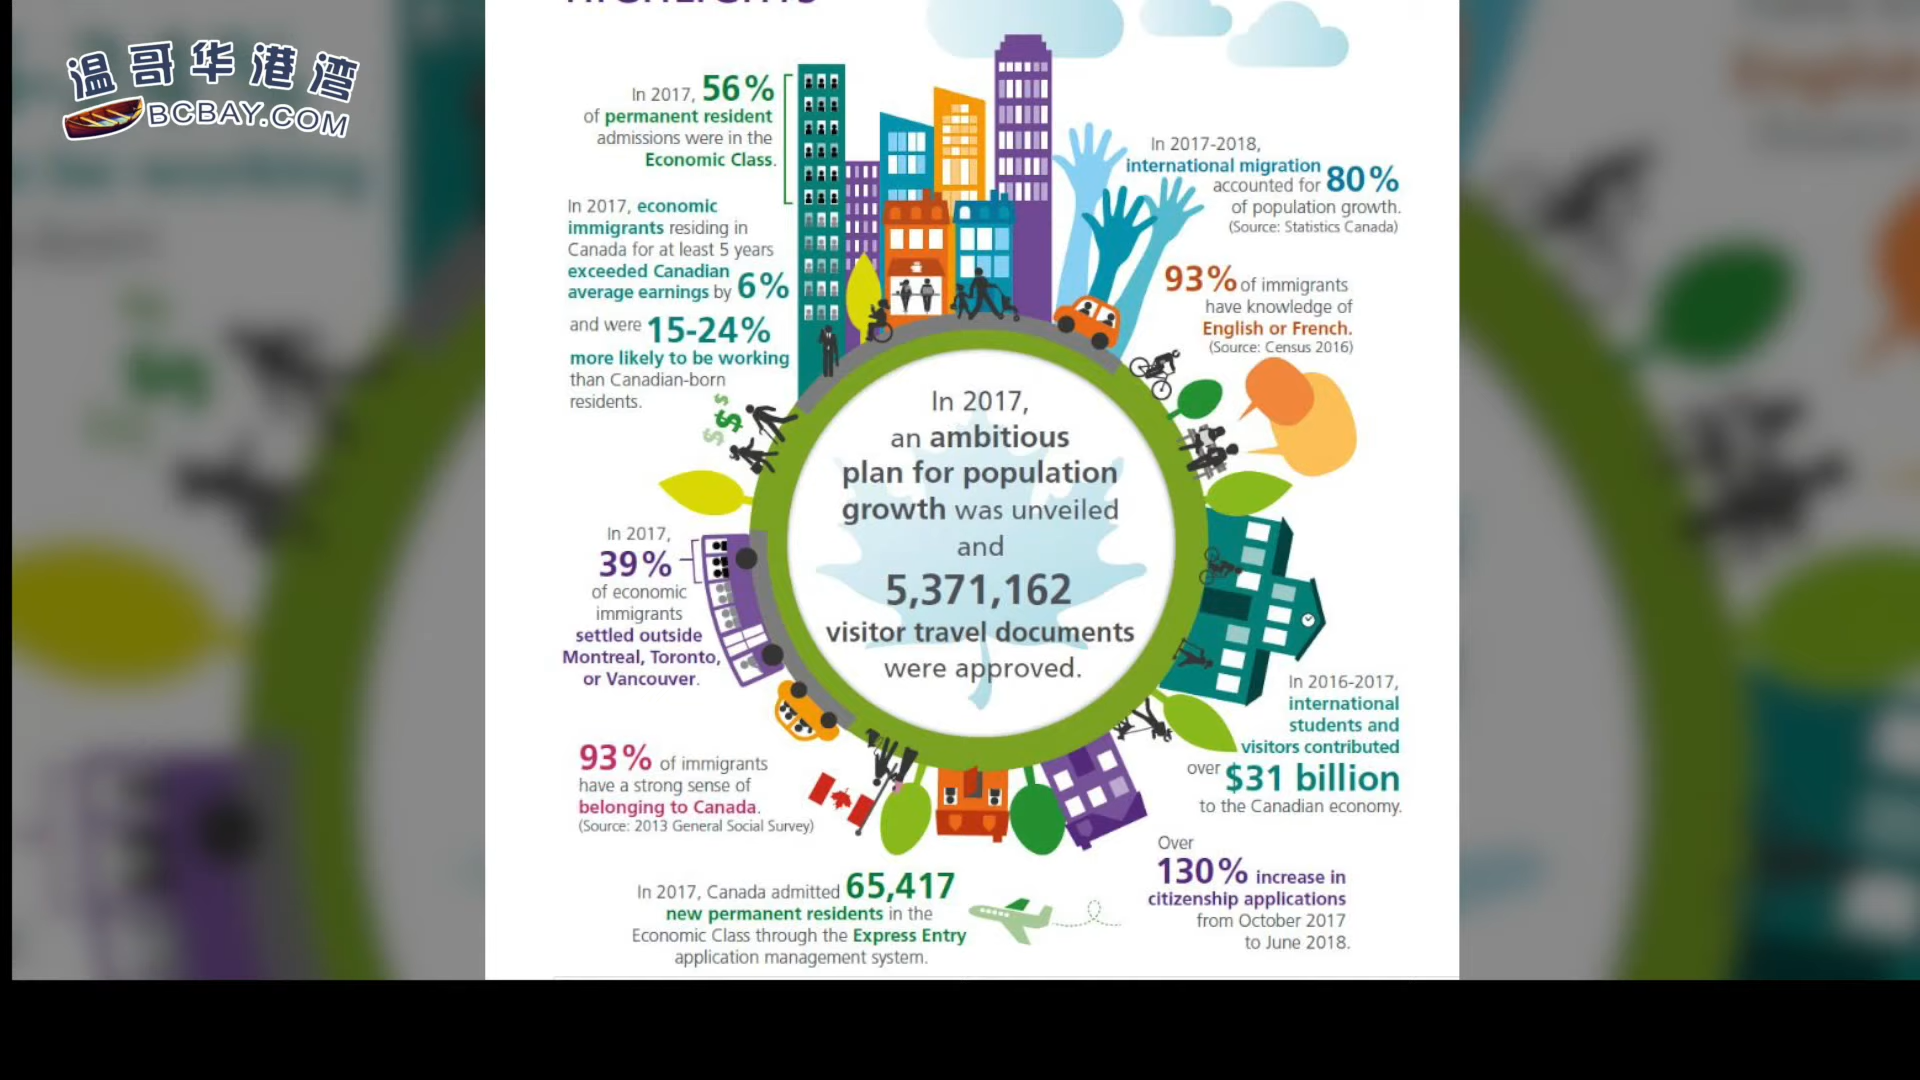 温哥华港湾
BCBAY.COM
In 2017, 56%
of permanent resident
admissions were in the
Economic Class.
In 2017, economic
immigrants residing in
Canada for at least 5 years
exceeded Canadian
average earnings by 6%
and were 15-24%
more likely to be working
than Canadian-born
residents.
In 2017-2018,
international migration
accounted for 80%
of population growth.
(Source: Statistics Canada)
93% of immigrants
have knowledge of
English or French.
(Source: Census 2016)
In 2017,
an ambitious
plan for population
growth was unveiled
and
5,371,162
visitor travel documents
were approved.
In 2017,
39%
of economic
immigrants
settled outside
Montreal, Toronto,
or Vancouver.
93% of immigrants
have a strong sense of
belonging to Canada.
(Source: 2013 General Social Survey)
In 2016-2017,
international
students and
visitors contributed
over $31 billion
to the Canadian economy.
Over
130% increase in
citizenship applications
from October 2017
to June 2018.
In 2017, Canada admitted 65,417
new permanent residents in the
Economic Class through the Express Entry
application management system.